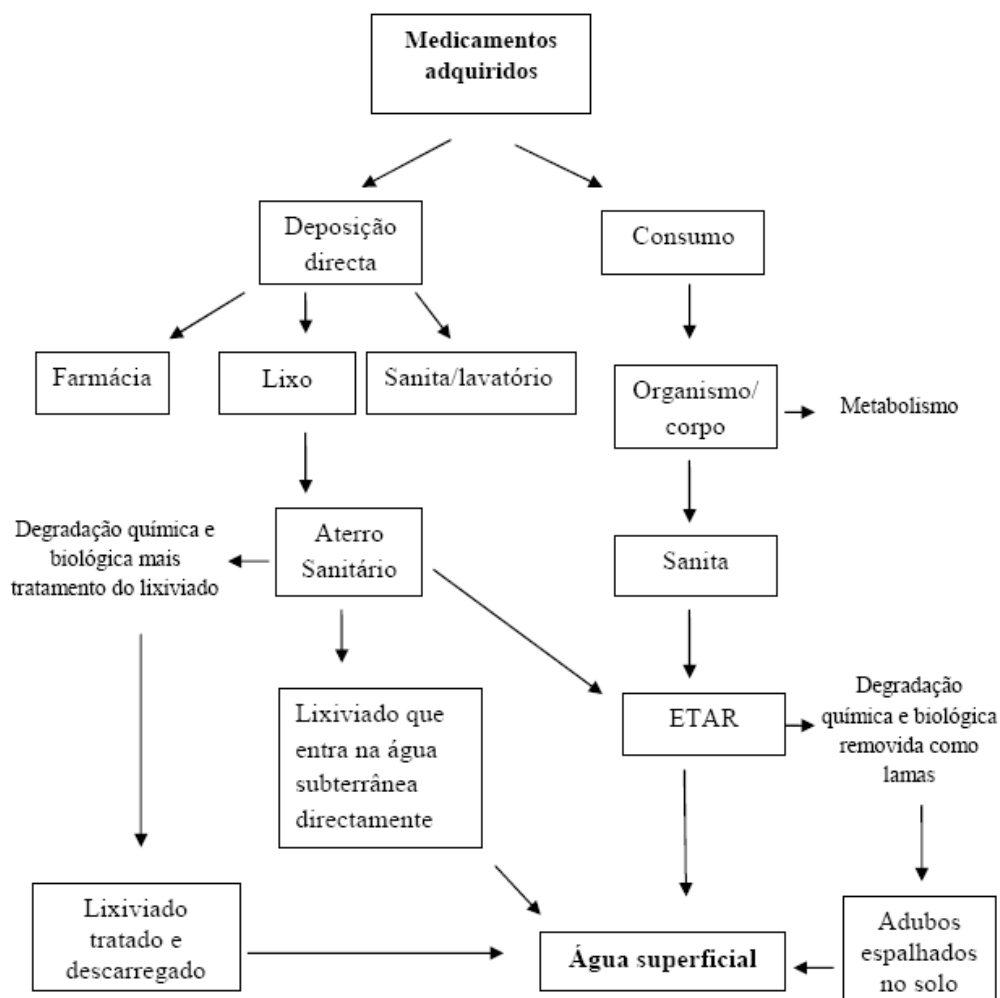 Medicamentos
adquiridos
Deposição
directa
Consumo
Farmácia
Lixo
Sanita/lavatório
Organismo/
corpo
Metabolismo
Degradação química e
biológica mais
tratamento do lixiviado
Aterro
Sanitário
Sanita
Lixiviado que
entra na água
subterrânea
directamente
ETAR
Degradação
química e biológica
removida como
lamas
Lixiviado
tratado e
descarregado
Água superficial
Adubos
espalhados
no solo